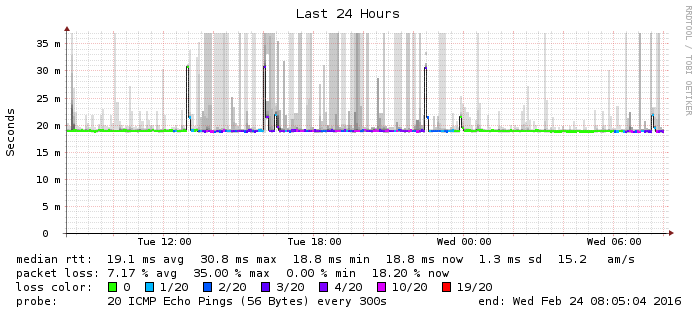 Last 24 Hours
RRDTOOL / TOBI OETIKER
Seconds
35 m
30 m
25 m
20 m
15 m
10 m
5 m
0
Tue 12:00 Tue 18:00 Wed 00:00 Wed 06:00
median rtt: 19.1 ms avg 30.8 ms max 18.8 ms min 18.8 ms now 1.3 ms sd 15.2 am/s
packet loss: 7.17 % avg 35.00 % max 0.00 % min 18.20 % now
loss color: 0 1/20 2/20 3/20 4/20 10/20 19/20
probe: 20 ICMP Echo Pings (56 Bytes) every 300s end: Wed Feb 24 08:05:04 2016